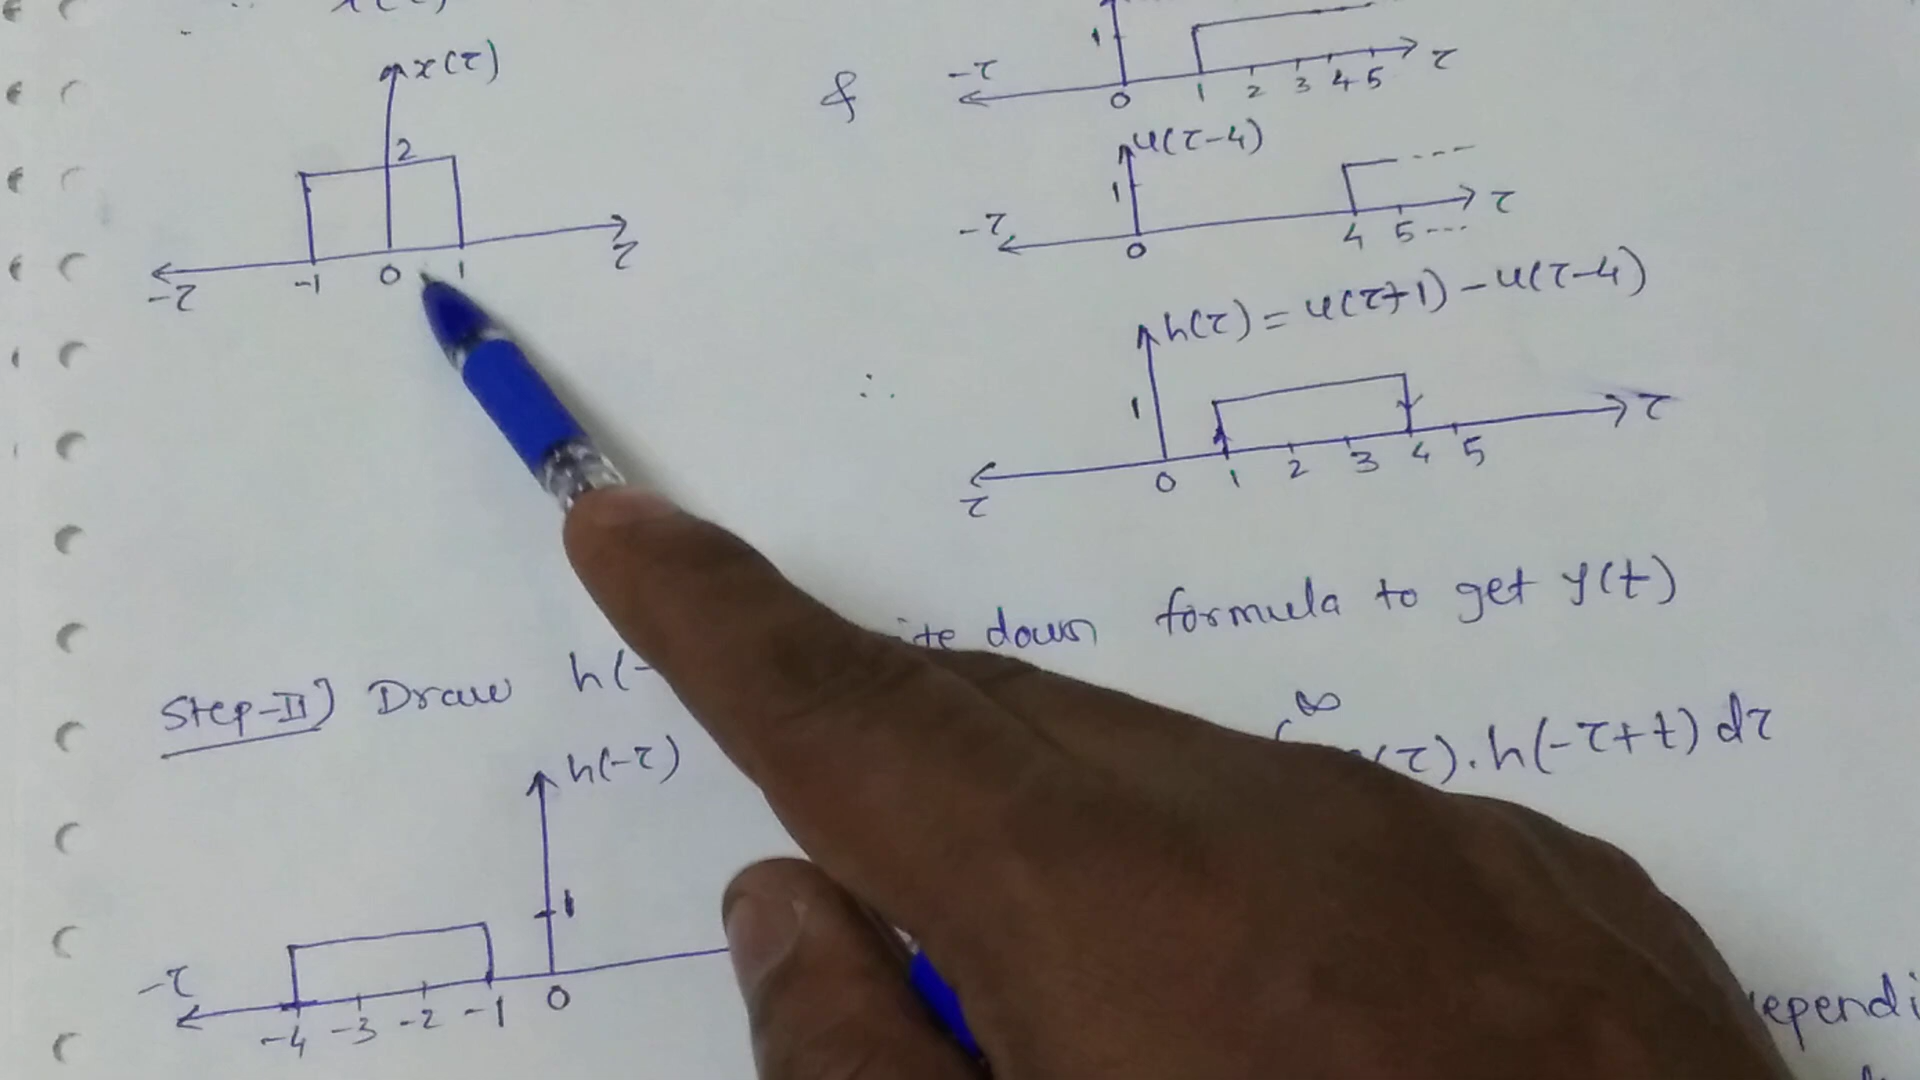 x(τ)
2
-1 0 1
-τ τ
&
1
-τ 0 1 2 3 4 5 τ
u(τ-4)
1
-τ 0 4 5 --- τ
∴
h(τ) = u(τ+1) - u(τ-4)
1
τ 0 1 2 3 4 5 τ
Step-II) Draw h(- down formula to get y(t)
∞
(τ).h(-τ+t) dτ
h(-τ)
1
-τ -4 -3 -2 -1 0
ependi